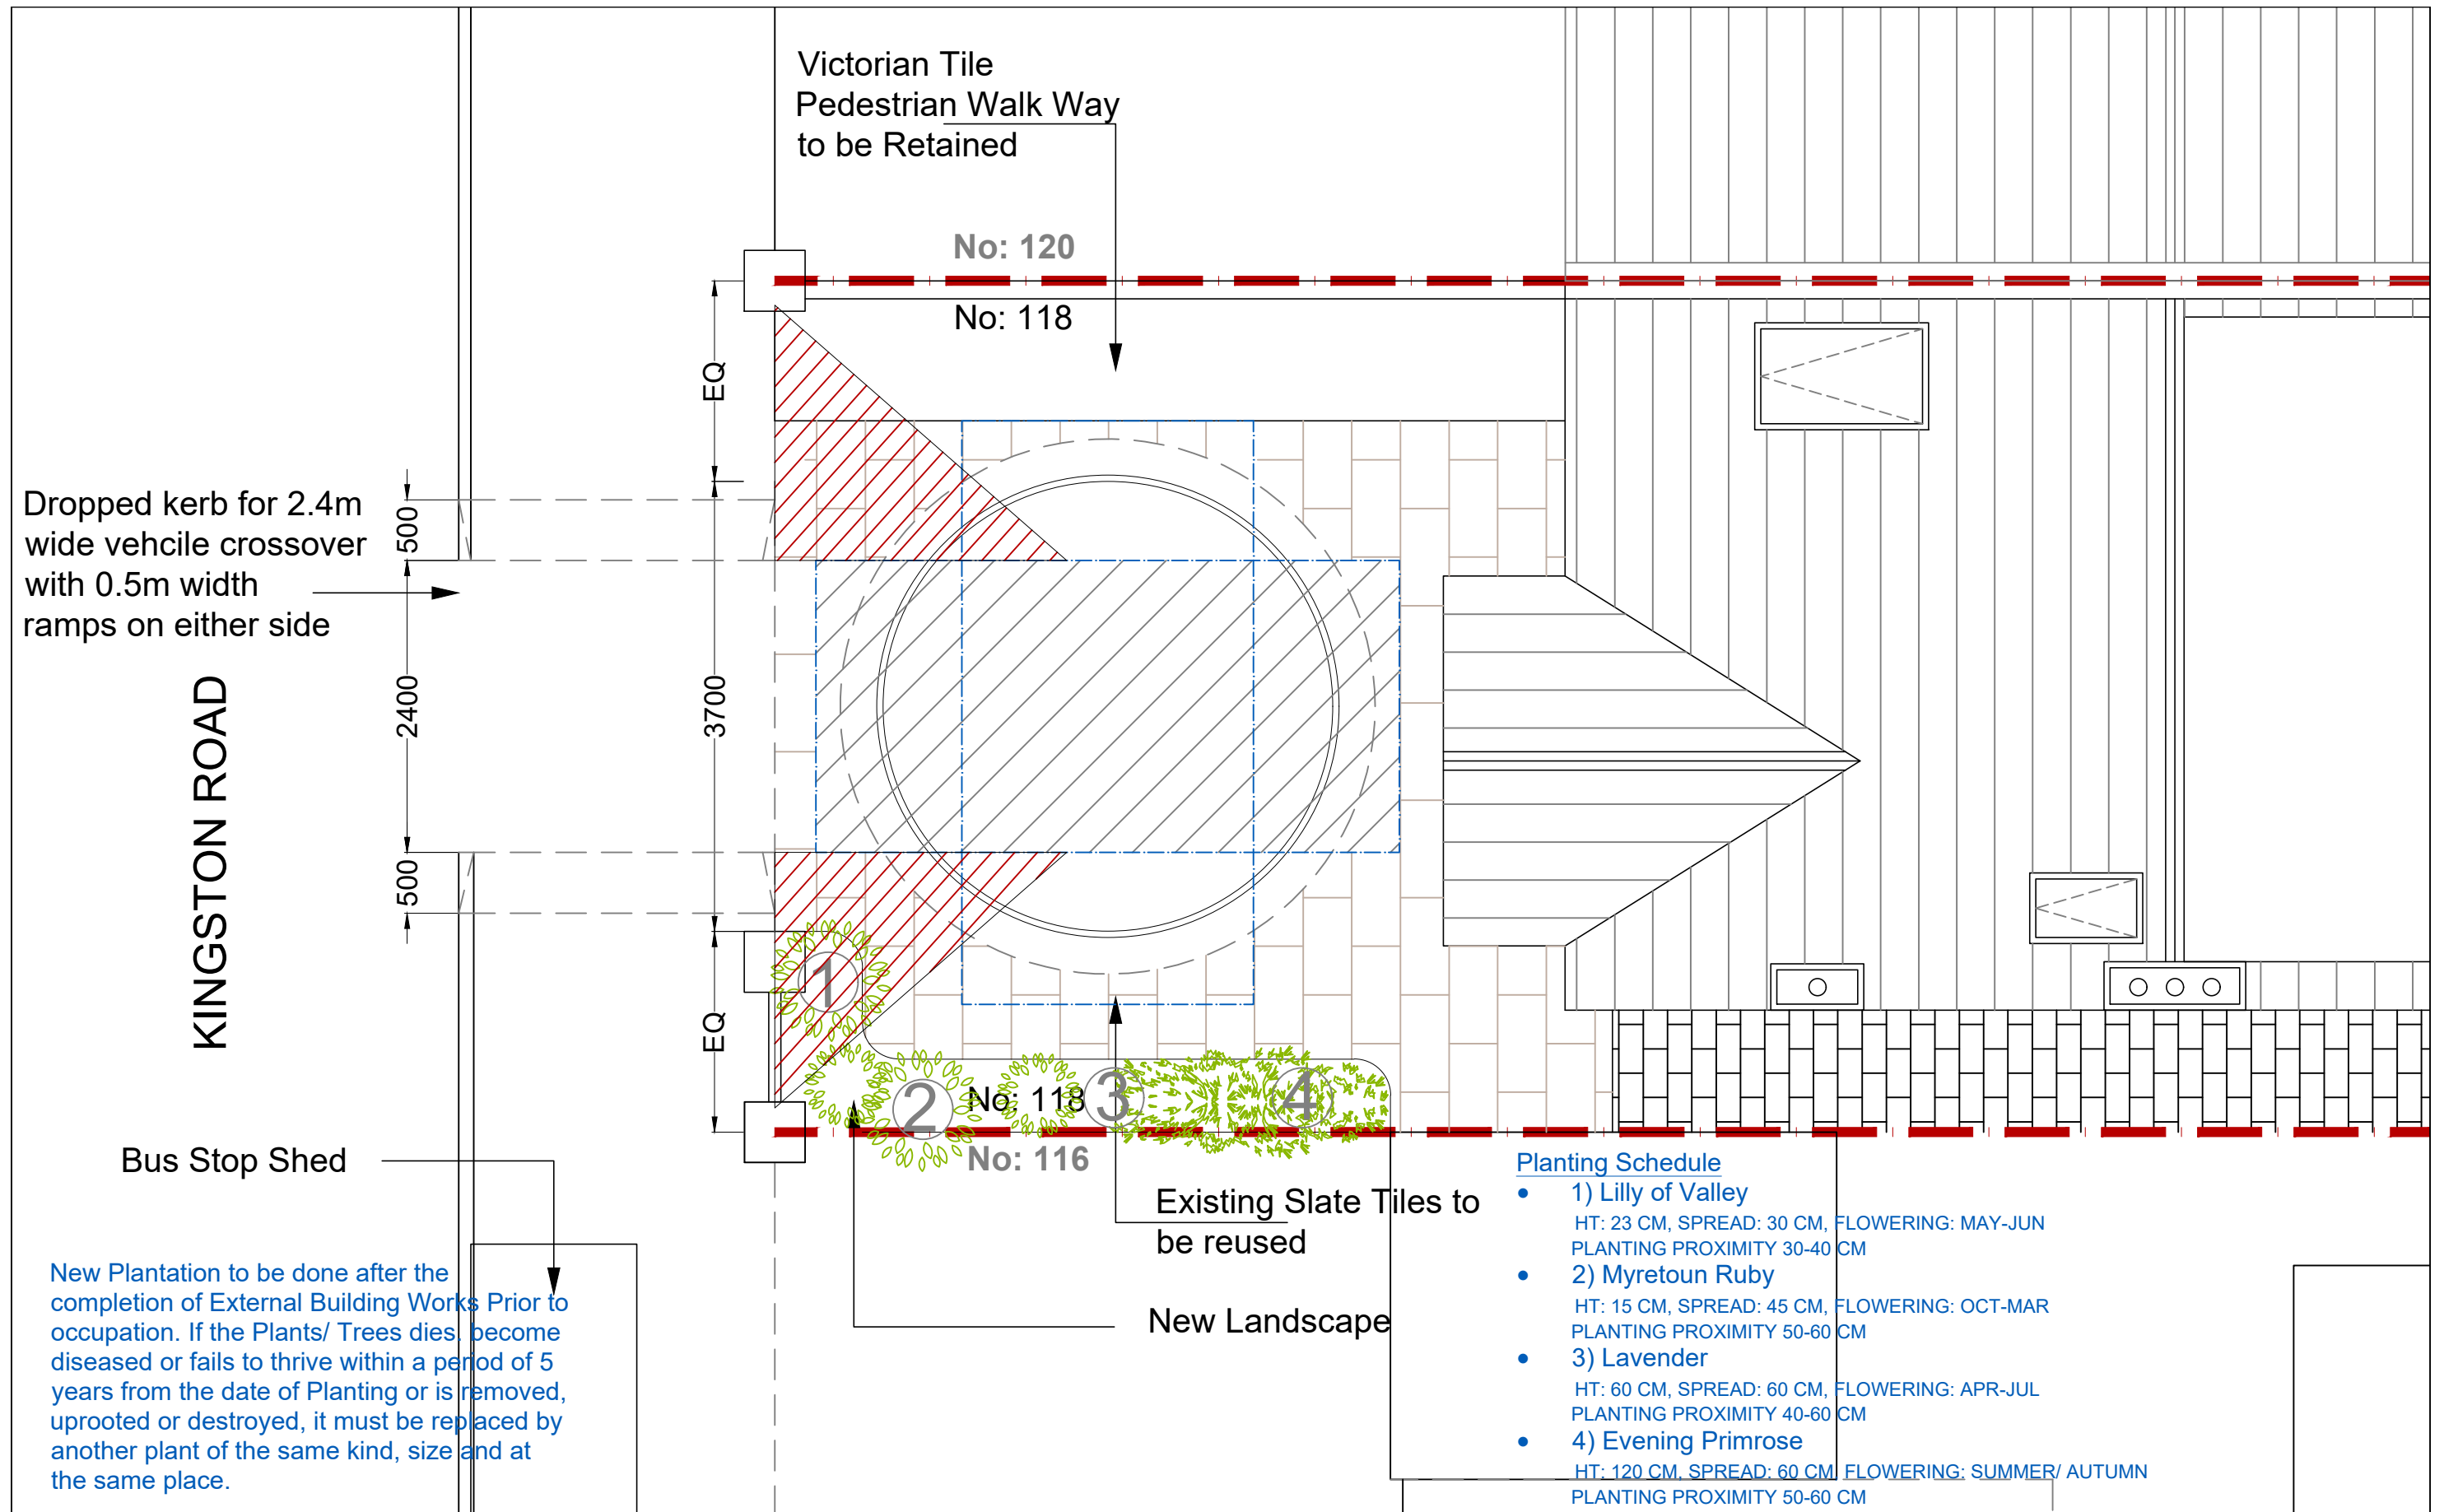 Victorian Tile
Pedestrian Walk Way
to be Retained
No: 120
No: 118
EQ
Dropped kerb for 2.4m
wide vehcile crossover
with 0.5m width
ramps on either side
500
2400
3700
500
KINGSTON ROAD
EQ
1
2
No: 118
3
4
No: 116
Bus Stop Shed
Existing Slate Tiles to
be reused
New Landscape
New Plantation to be done after the
completion of External Building Works Prior to
occupation. If the Plants/ Trees dies, become
diseased or fails to thrive within a period of 5
years from the date of Planting or is removed,
uprooted or destroyed, it must be replaced by
another plant of the same kind, size and at
the same place.
Planting Schedule
• 1) Lilly of Valley
HT: 23 CM, SPREAD: 30 CM, FLOWERING: MAY-JUN
PLANTING PROXIMITY 30-40 CM
• 2) Myretoun Ruby
HT: 15 CM, SPREAD: 45 CM, FLOWERING: OCT-MAR
PLANTING PROXIMITY 50-60 CM
• 3) Lavender
HT: 60 CM, SPREAD: 60 CM, FLOWERING: APR-JUL
PLANTING PROXIMITY 40-60 CM
• 4) Evening Primrose
HT: 120 CM, SPREAD: 60 CM, FLOWERING: SUMMER/ AUTUMN
PLANTING PROXIMITY 50-60 CM